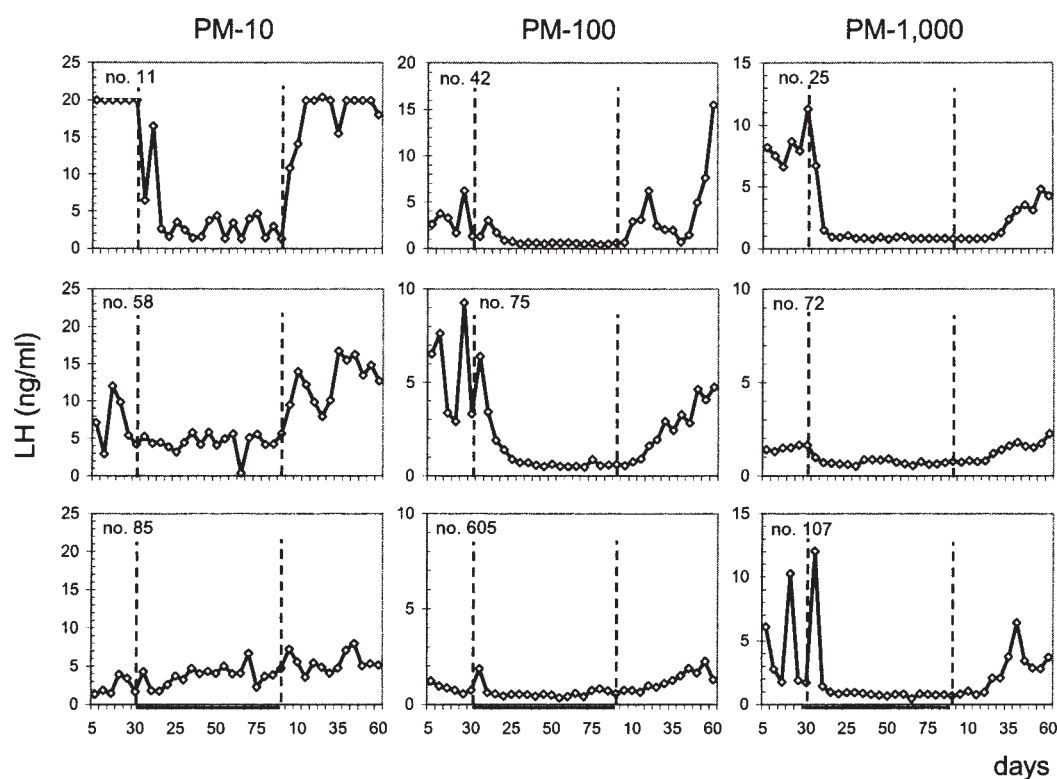 PM-10 PM-100 PM-1,000
25 20 15 10 5 0 no. 11
20 15 10 5 0 no. 42
15 10 5 0 no. 25
LH (ng/ml)
25 20 15 10 5 0 no. 58
10 5 0 no. 75
10 5 0 no. 72
25 20 15 10 5 0 no. 85
10 5 0 no. 605
15 10 5 0 no. 107
5 30 25 50 75 10 35 60
5 30 25 50 75 10 35 60
5 30 25 50 75 10 35 60
days